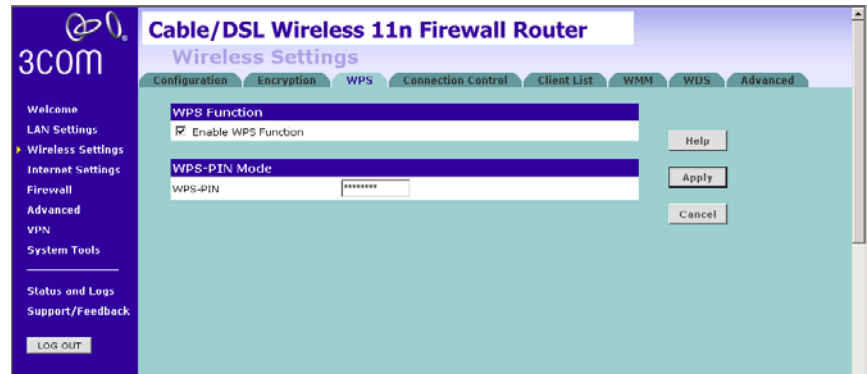 3COM
Cable/DSL Wireless 11n Firewall Router
Wireless Settings
Configuration Encryption WPS Connection Control Client List WMM WDS Advanced
Welcome
LAN Settings
Wireless Settings
Internet Settings
Firewall
Advanced
VPN
System Tools
Status and Logs
Support/Feedback
LOG OUT
WPS Function
Enable WPS Function
WPS-PIN Mode
WPS-PIN ********
Help
Apply
Cancel